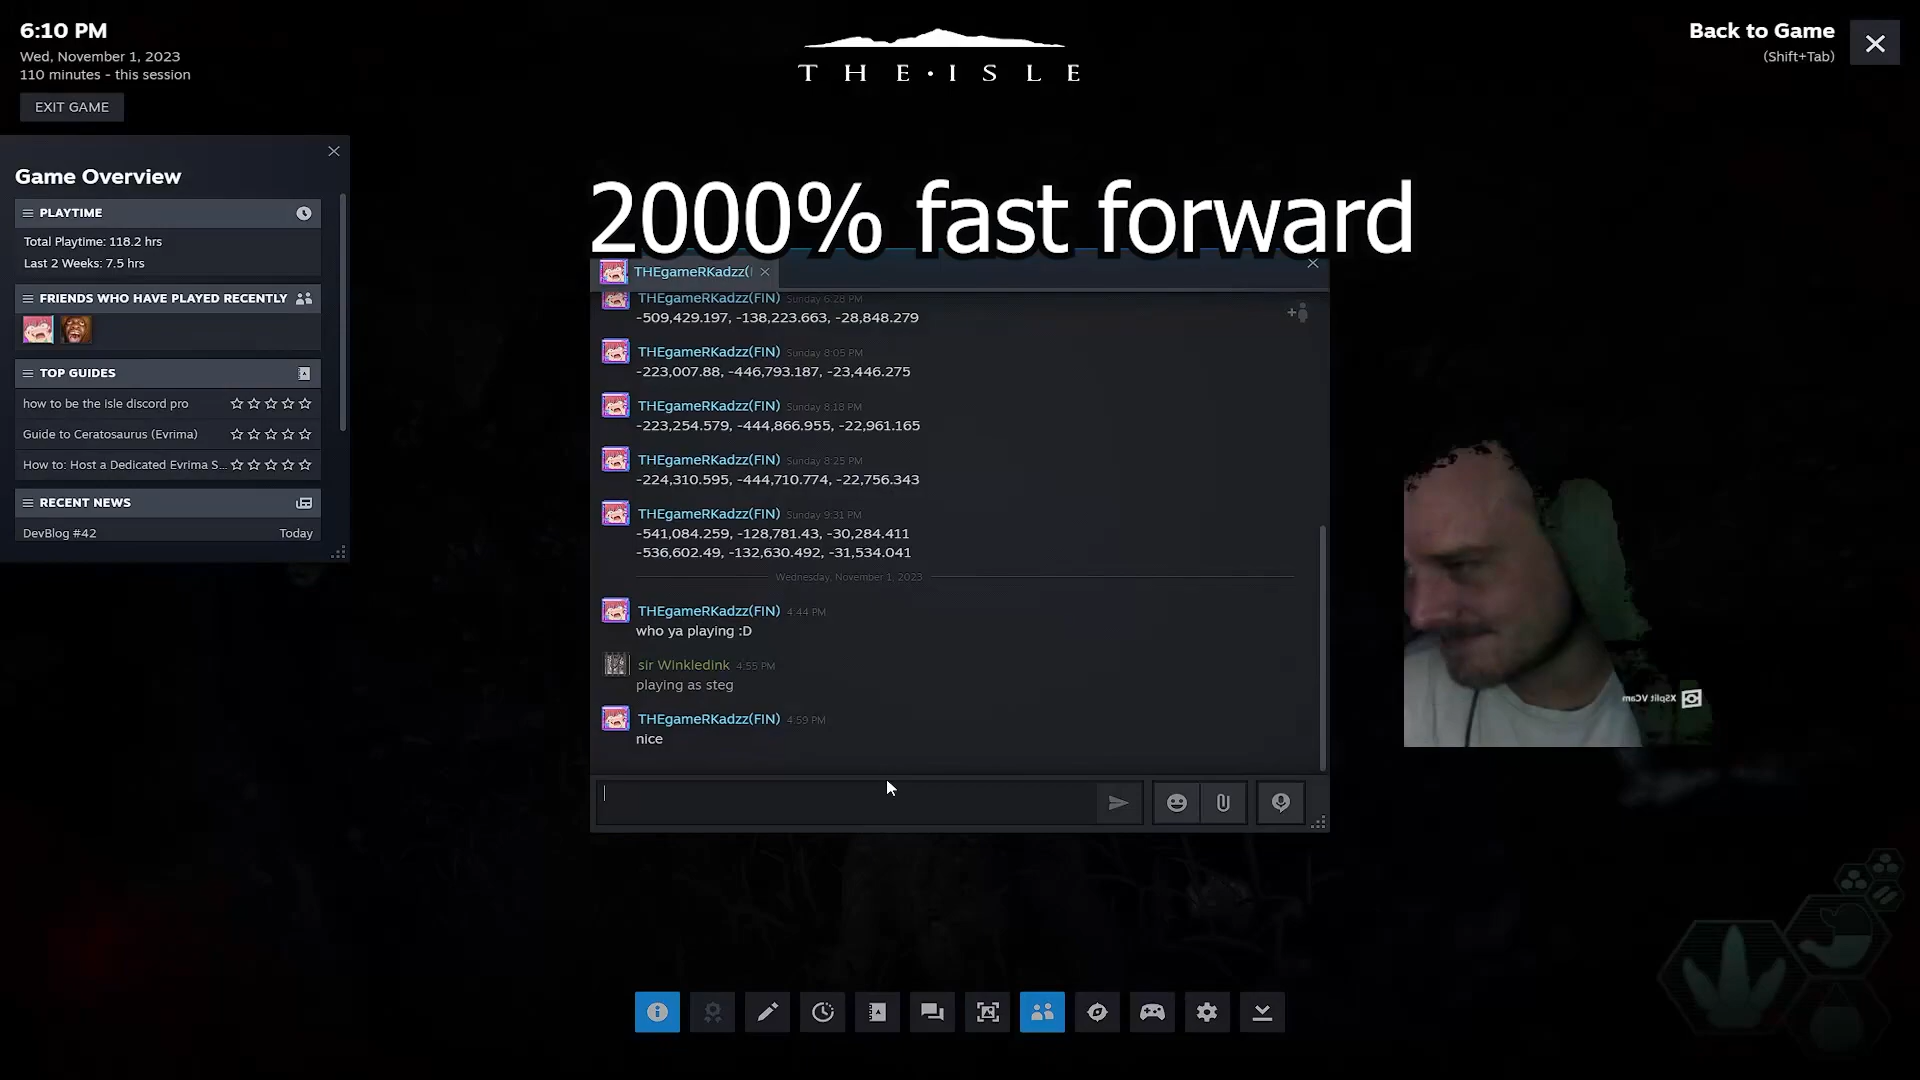 6:10 PM
Wed, November 1, 2023
110 minutes - this session
EXIT GAME
THE·ISLE
Back to Game
(Shift+Tab)
Game Overview
PLAYTIME
Total Playtime: 118.2 hrs
Last 2 Weeks: 7.5 hrs
FRIENDS WHO HAVE PLAYED RECENTLY
TOP GUIDES
how to be the isle discord pro
Guide to Ceratosaurus (Evrima)
How to: Host a Dedicated Evrima S...
RECENT NEWS
DevBlog #42 Today
2000% fast forward
THEgameRKadzz(
THEgameRKadzz(FIN) Sunday 6:28 PM
-509,429.197, -138,223.663, -28,848.279
THEgameRKadzz(FIN) Sunday 8:05 PM
-223,007.88, -446,793.187, -23,446.275
THEgameRKadzz(FIN) Sunday 8:18 PM
-223,254.579, -444,866.955, -22,961.165
THEgameRKadzz(FIN) Sunday 8:25 PM
-224,310.595, -444,710.774, -22,756.343
THEgameRKadzz(FIN) Sunday 9:31 PM
-541,084.259, -128,781.43, -30,284.411
-536,602.49, -132,630.492, -31,534.041
Wednesday, November 1, 2023
THEgameRKadzz(FIN) 4:44 PM
who ya playing :D
sir Winkledink 4:55 PM
playing as steg
THEgameRKadzz(FIN) 4:59 PM
nice
XSplit VCam